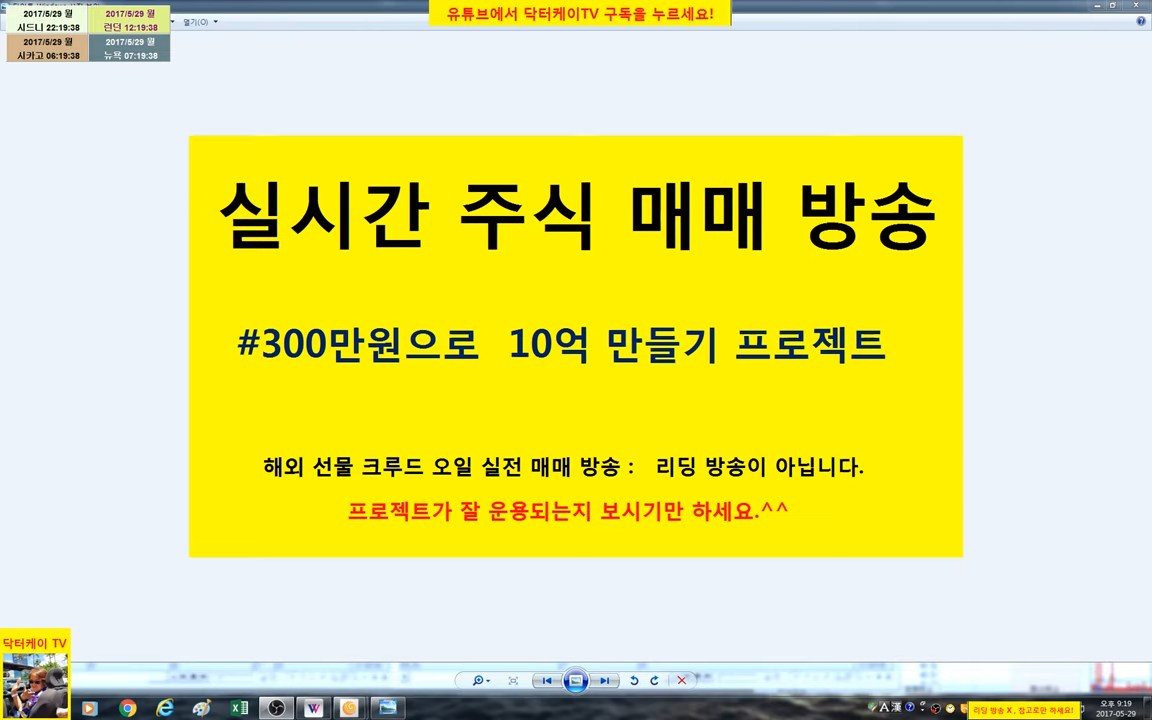 유튜브에서 닥터케이TV 구독을 누르세요!
2017/5/29 월
시드니 22:19:38
2017/5/29 월
런던 12:19:38
2017/5/29 월
시카고 06:19:38
2017/5/29 월
뉴욕 07:19:38
열기(O)
실시간 주식 매매 방송
#300만원으로 10억 만들기 프로젝트
해외 선물 크루드 오일 실전 매매 방송 : 리딩 방송이 아닙니다.
프로젝트가 잘 운용되는지 보시기만 하세요.^^
닥터케이 TV
A 漢
리딩 방송 X , 참고로만 하세요!
오후 9:19
2017-05-29